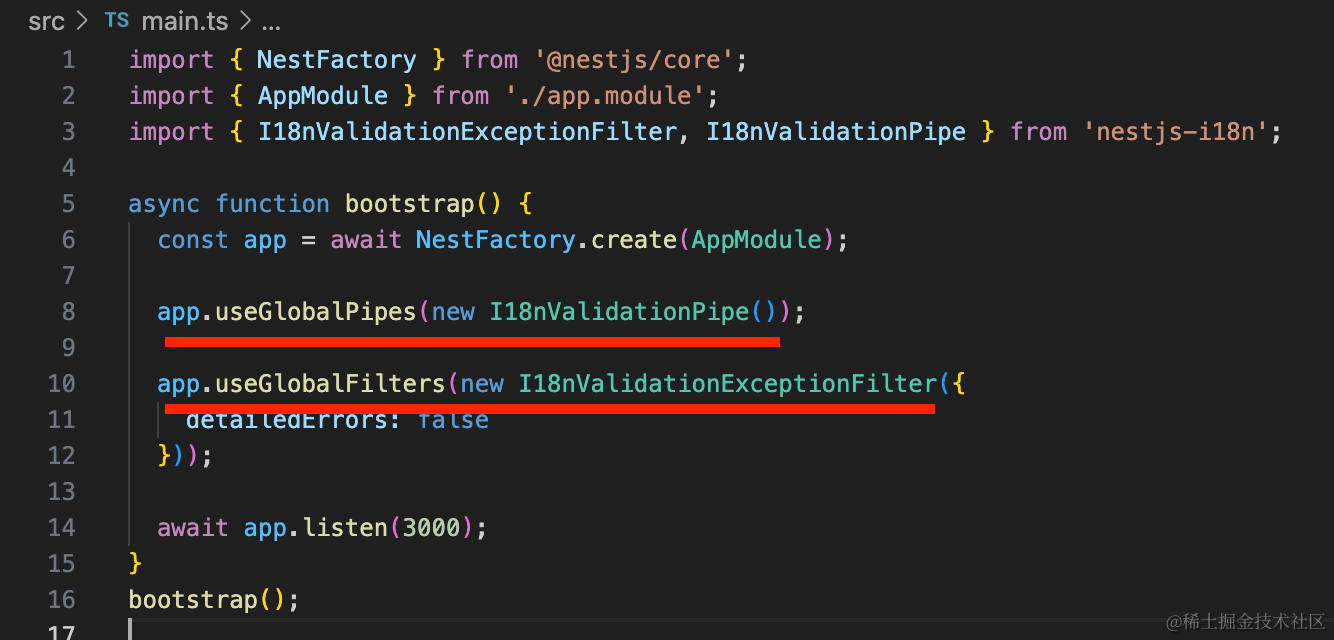 src > TS main.ts > ...
1 import { NestFactory } from '@nestjs/core';
2 import { AppModule } from './app.module';
3 import { I18nValidationExceptionFilter, I18nValidationPipe } from 'nestjs-i18n';
4
5 async function bootstrap() {
6   const app = await NestFactory.create(AppModule);
7
8   app.useGlobalPipes(new I18nValidationPipe());
9
10   app.useGlobalFilters(new I18nValidationExceptionFilter({
11     detailedErrors: false
12   }));
13
14   await app.listen(3000);
15 }
16 bootstrap();
17
@稀土掘金技术社区